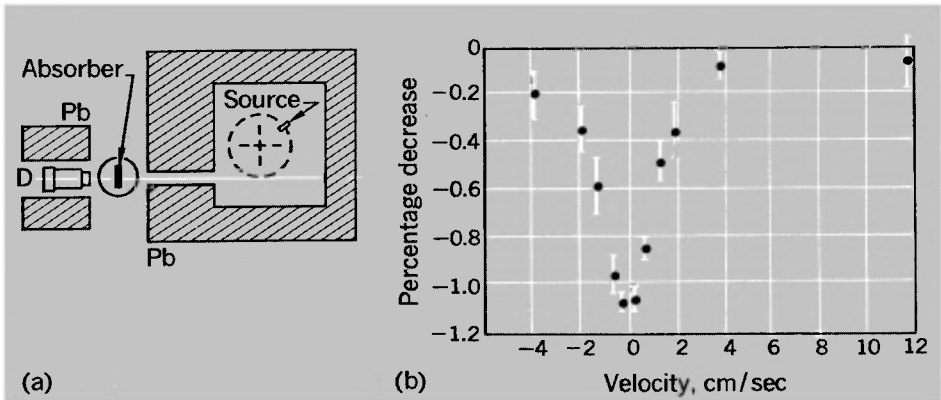 Absorber
Pb
Source
D
Pb
(a)
0
-0.2
-0.4
-0.6
-0.8
-1.0
-1.2
Percentage decrease
-4 -2 0 2 4 6 8 10 12
Velocity, cm/sec
(b)